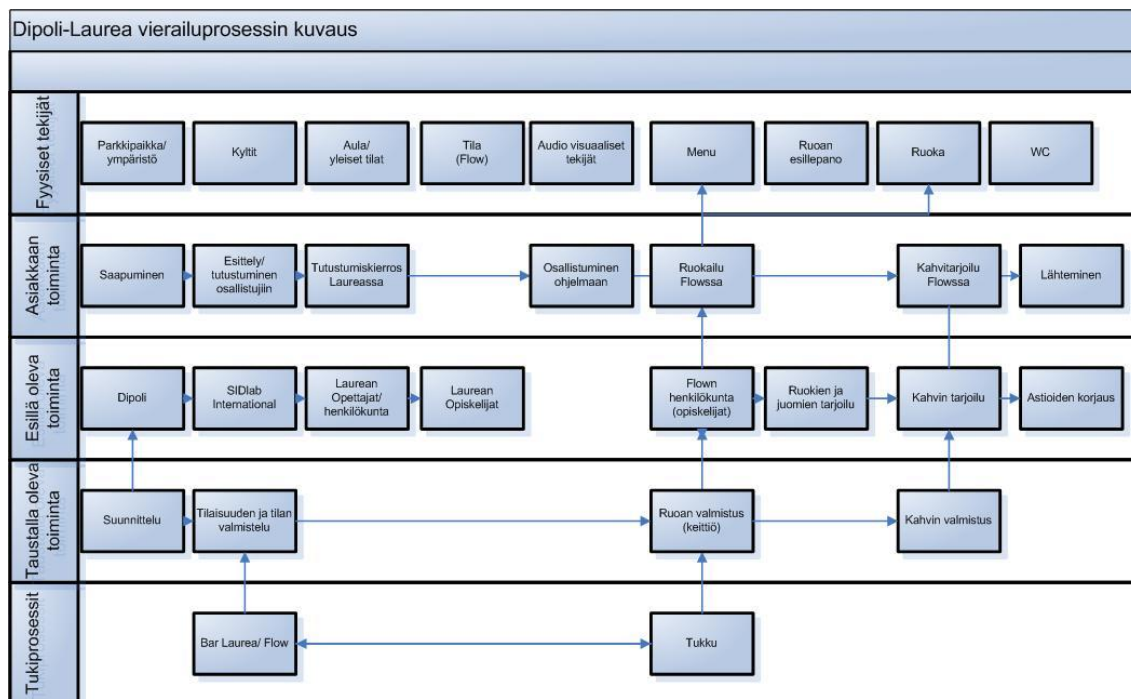 Dipoli-Laurea vierailuprosessin kuvaus
Fyysiset tekijät
Parkkipaikka/
ympäristö
Kyltit
Aula/
yleiset tilat
Tila
(Flow)
Audio visuaaliset
tekijät
Menu
Ruoan
esillepano
Ruoka
WC
Asiakkaan
toiminta
Saapuminen
Esittely/
tutustuminen
osallistujiin
Tutustumiskierros
Laureassa
Osallistuminen
ohjelmaan
Ruokailu
Flowssa
Kahvitarjoilu
Flowssa
Lähteminen
Esillä oleva
toiminta
Dipoli
SIDlab
International
Laurean
Opettajat/
henkilökunta
Laurean
Opiskelijat
Flown
henkilökunta
(opiskelijat)
Ruokien ja
juomien tarjoilu
Kahvin tarjoilu
Astioiden korjaus
Taustalla oleva
toiminta
Suunnittelu
Tilaisuuden ja tilan
valmistelu
Ruoan valmistus
(keittiö)
Kahvin valmistus
Tukiprosessit
Bar Laurea/ Flow
Tukku